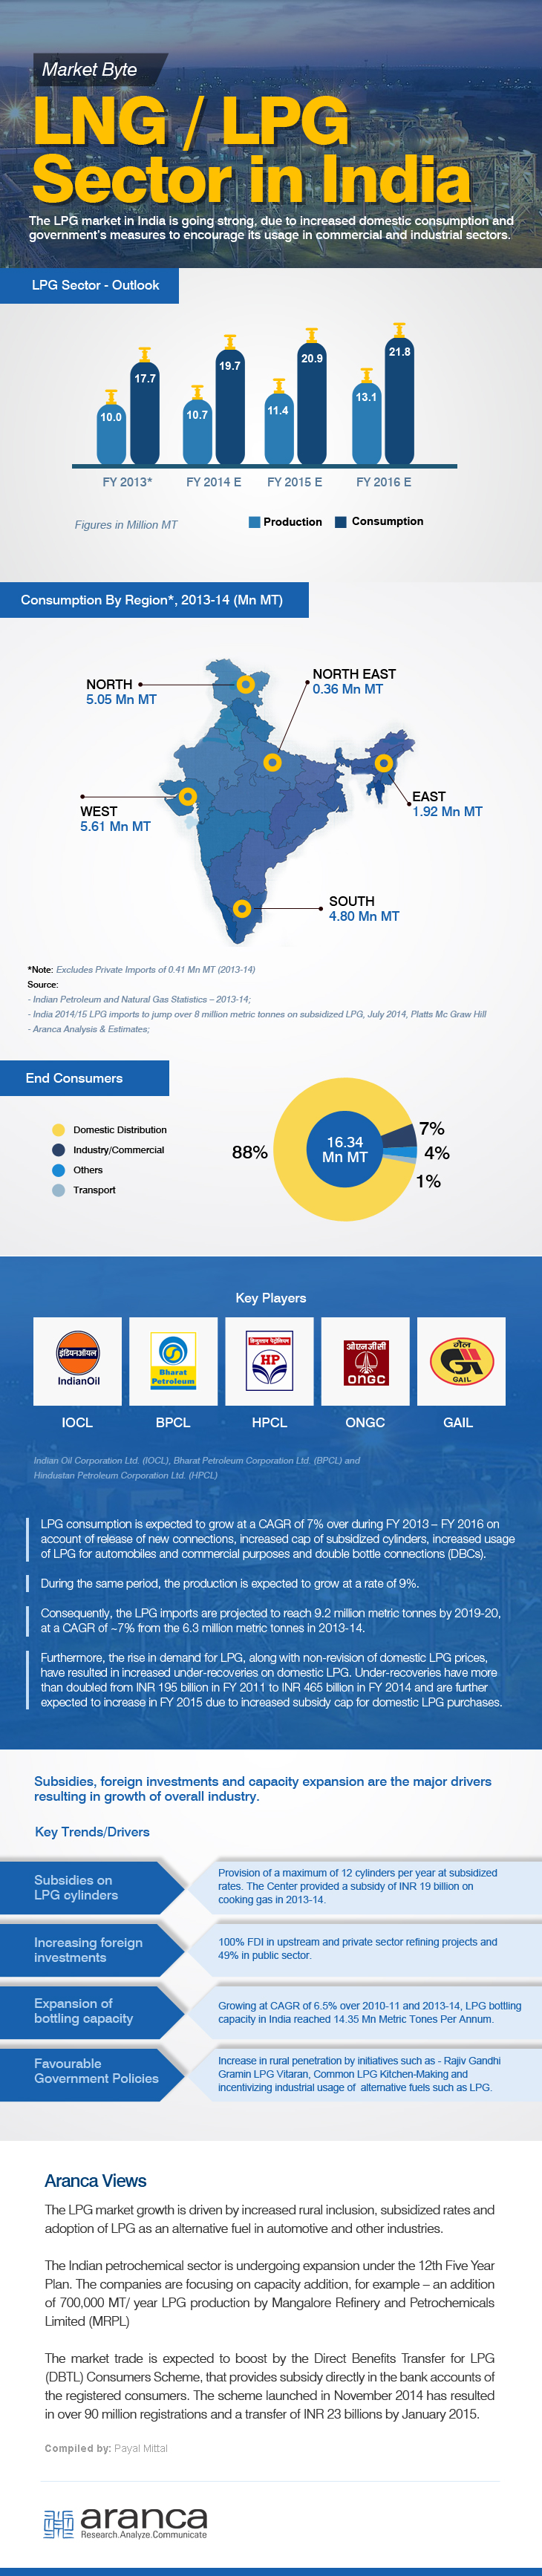 Market Byte
LNG / LPG
Sector in India
The LPG market in India is going strong, due to increased domestic consumption and
government's measures to encourage its usage in commercial and industrial sectors.
LPG Sector - Outlook
10.0
17.7
10.7
19.7
11.4
20.9
13.1
21.8
FY 2013*
FY 2014 E
FY 2015 E
FY 2016 E
Figures in Million MT
Production
Consumption
Consumption By Region*, 2013-14 (Mn MT)
NORTH
5.05 Mn MT
NORTH EAST
0.36 Mn MT
WEST
5.61 Mn MT
EAST
1.92 Mn MT
SOUTH
4.80 Mn MT
*Note: Excludes Private Imports of 0.41 Mn MT (2013-14)
Source:
- Indian Petroleum and Natural Gas Statistics – 2013-14;
- India 2014/15 LPG imports to jump over 8 million metric tonnes on subsidized LPG, July 2014, Platts Mc Graw Hill
- Aranca Analysis & Estimates;
End Consumers
Domestic Distribution
Industry/Commercial
Others
Transport
88%
16.34
Mn MT
7%
4%
1%
Key Players
इंडियनऑयल
IndianOil
Bharat
Petroleum
हिन्दुस्तान पेट्रोलियम
HP
ओ एन जी सी
ONGC
गेल
GAIL
IOCL
BPCL
HPCL
ONGC
GAIL
Indian Oil Corporation Ltd. (IOCL), Bharat Petroleum Corporation Ltd. (BPCL) and
Hindustan Petroleum Corporation Ltd. (HPCL)
LPG consumption is expected to grow at a CAGR of 7% over during FY 2013 – FY 2016 on
account of release of new connections, increased cap of subsidized cylinders, increased usage
of LPG for automobiles and commercial purposes and double bottle connections (DBCs).
During the same period, the production is expected to grow at a rate of 9%.
Consequently, the LPG imports are projected to reach 9.2 million metric tonnes by 2019-20,
at a CAGR of ~7% from the 6.3 million metric tonnes in 2013-14.
Furthermore, the rise in demand for LPG, along with non-revision of domestic LPG prices,
have resulted in increased under-recoveries on domestic LPG. Under-recoveries have more
than doubled from INR 195 billion in FY 2011 to INR 465 billion in FY 2014 and are further
expected to increase in FY 2015 due to increased subsidy cap for domestic LPG purchases.
Subsidies, foreign investments and capacity expansion are the major drivers
resulting in growth of overall industry.
Key Trends/Drivers
Subsidies on
LPG cylinders
Provision of a maximum of 12 cylinders per year at subsidized
rates. The Center provided a subsidy of INR 19 billion on
cooking gas in 2013-14.
Increasing foreign
investments
100% FDI in upstream and private sector refining projects and
49% in public sector.
Expansion of
bottling capacity
Growing at CAGR of 6.5% over 2010-11 and 2013-14, LPG bottling
capacity in India reached 14.35 Mn Metric Tones Per Annum.
Favourable
Government Policies
Increase in rural penetration by initiatives such as - Rajiv Gandhi
Gramin LPG Vitaran, Common LPG Kitchen-Making and
incentivizing industrial usage of alternative fuels such as LPG.
Aranca Views
The LPG market growth is driven by increased rural inclusion, subsidized rates and
adoption of LPG as an alternative fuel in automotive and other industries.
The Indian petrochemical sector is undergoing expansion under the 12th Five Year
Plan. The companies are focusing on capacity addition, for example – an addition
of 700,000 MT/ year LPG production by Mangalore Refinery and Petrochemicals
Limited (MRPL)
The market trade is expected to boost by the Direct Benefits Transfer for LPG
(DBTL) Consumers Scheme, that provides subsidy directly in the bank accounts of
the registered consumers. The scheme launched in November 2014 has resulted
in over 90 million registrations and a transfer of INR 23 billions by January 2015.
Compiled by: Payal Mittal
aranca
Research.Analyze.Communicate